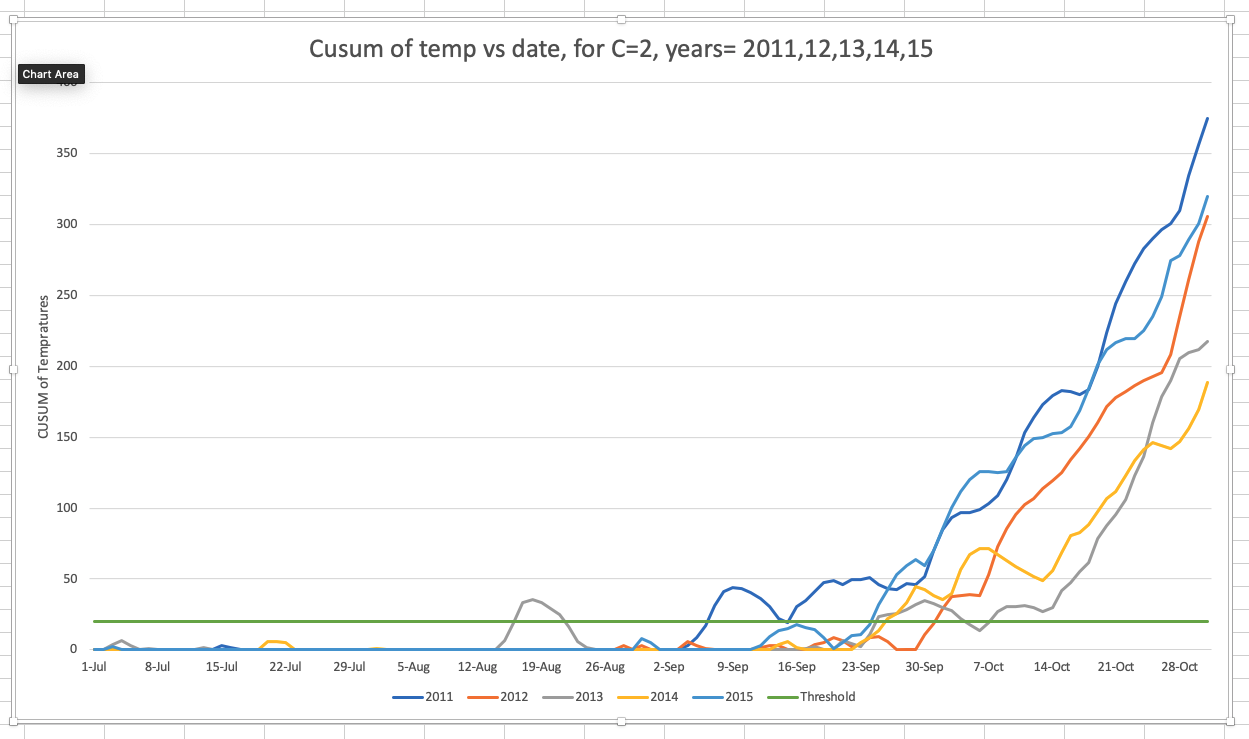 Cusum of temp vs date, for C=2, years= 2011,12,13,14,15
Chart Area
400
350
300
250
200
150
100
50
0
CUSUM of Tempratures
1-Jul 8-Jul 15-Jul 22-Jul 29-Jul 5-Aug 12-Aug 19-Aug 26-Aug 2-Sep 9-Sep 16-Sep 23-Sep 30-Sep 7-Oct 14-Oct 21-Oct 28-Oct
2011 2012 2013 2014 2015 Threshold